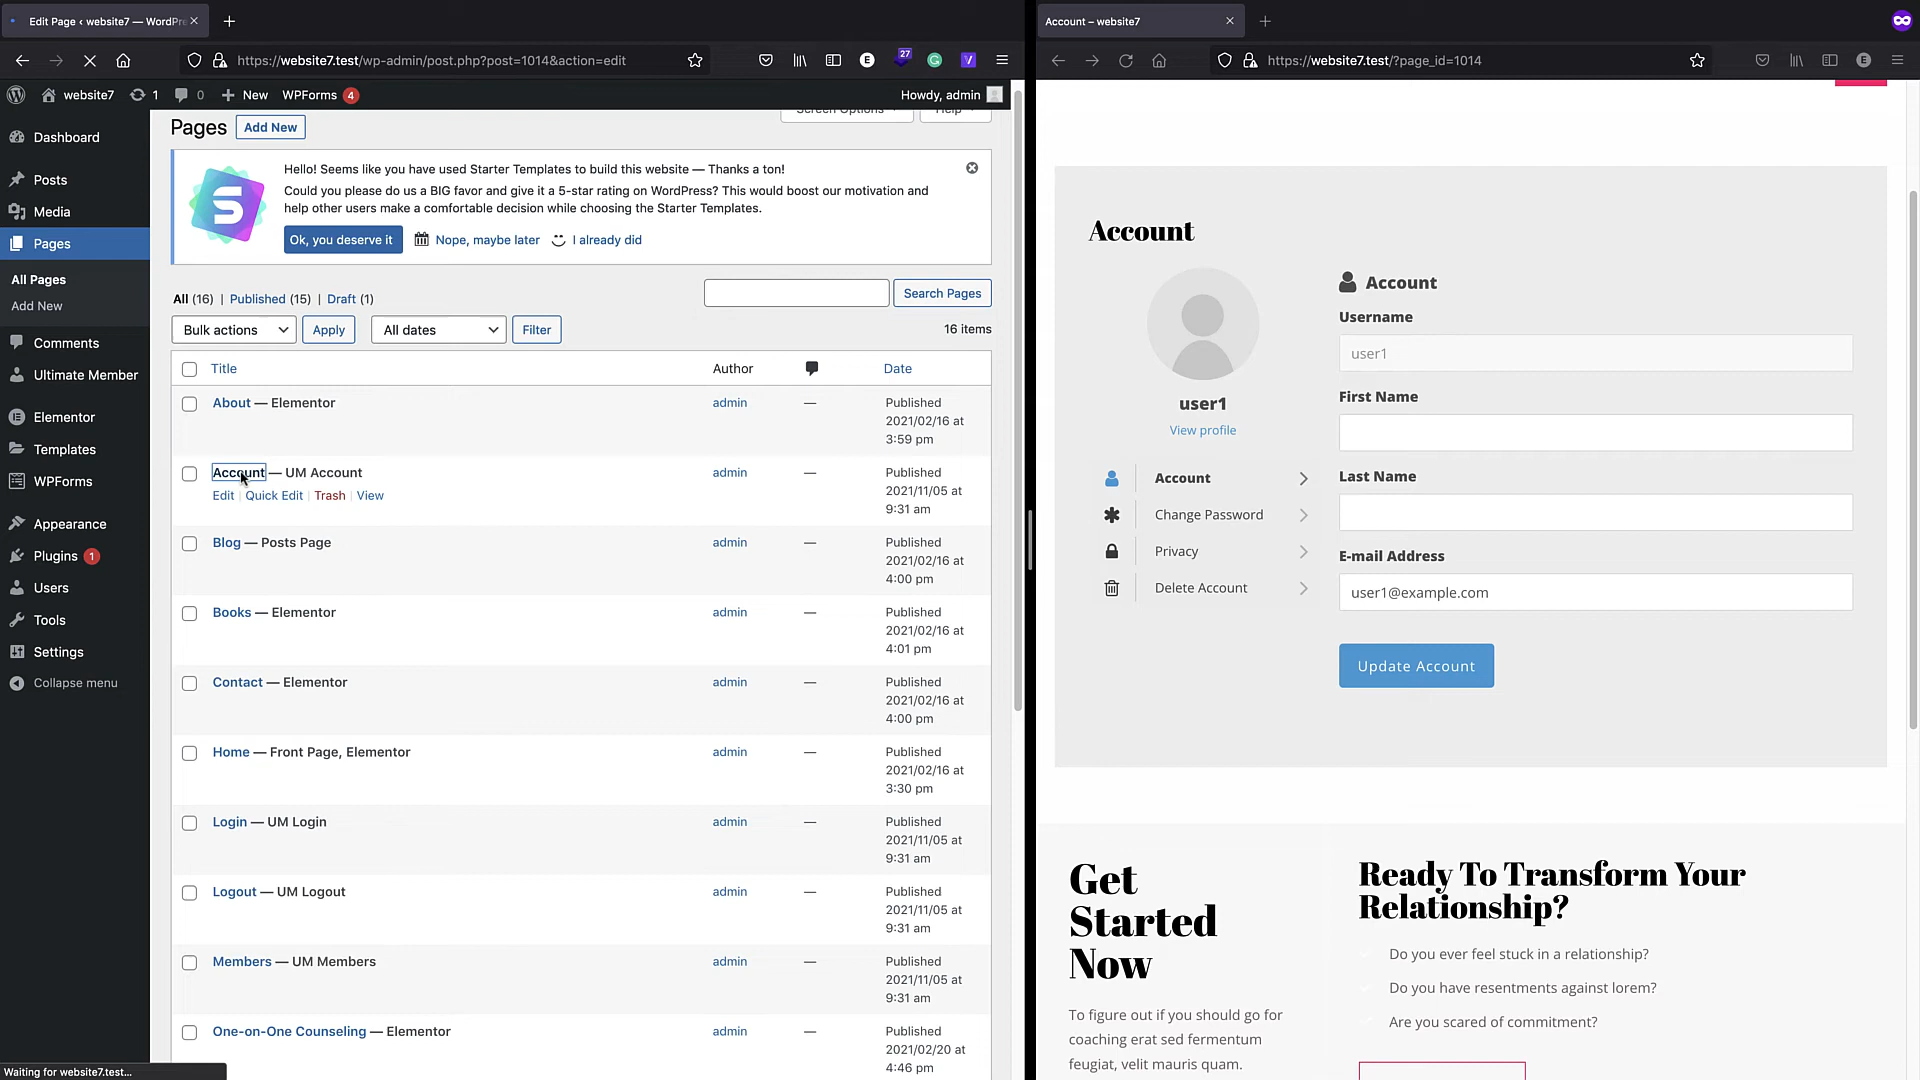 Edit Page ‹ website7 — WordPre
Account – website7
https://website7.test/wp-admin/post.php?post=1014&action=edit
27
https://website7.test/?page_id=1014
website7
1
0
New
WPForms 4
Howdy, admin
Dashboard
Posts
Media
Pages
All Pages
Add New
Comments
Ultimate Member
Elementor
Templates
WPForms
Appearance
Plugins 1
Users
Tools
Settings
Collapse menu
Waiting for website7.test...
Pages
Add New
Screen Options
Help
Hello! Seems like you have used Starter Templates to build this website — Thanks a ton!
Could you please do us a BIG favor and give it a 5-star rating on WordPress? This would boost our motivation and
help other users make a comfortable decision while choosing the Starter Templates.
Ok, you deserve it
Nope, maybe later
I already did
All (16) | Published (15) | Draft (1)
Search Pages
Bulk actions
Apply
All dates
Filter
16 items
Title
Author
Date
About — Elementor
admin
—
Published
2021/02/16 at
3:59 pm
Account — UM Account
Edit | Quick Edit | Trash | View
admin
—
Published
2021/11/05 at
9:31 am
Blog — Posts Page
admin
—
Published
2021/02/16 at
4:00 pm
Books — Elementor
admin
—
Published
2021/02/16 at
4:01 pm
Contact — Elementor
admin
—
Published
2021/02/16 at
4:00 pm
Home — Front Page, Elementor
admin
—
Published
2021/02/16 at
3:30 pm
Login — UM Login
admin
—
Published
2021/11/05 at
9:31 am
Logout — UM Logout
admin
—
Published
2021/11/05 at
9:31 am
Members — UM Members
admin
—
Published
2021/11/05 at
9:31 am
One-on-One Counseling — Elementor
admin
—
Published
2021/02/20 at
4:46 pm
Account
user1
View profile
Account
Change Password
Privacy
Delete Account
Account
Username
user1
First Name
Last Name
E-mail Address
user1@example.com
Update Account
Get
Started
Now
To figure out if you should go for
coaching erat sed fermentum
feugiat, velit mauris quam.
Ready To Transform Your
Relationship?
Do you ever feel stuck in a relationship?
Do you have resentments against lorem?
Are you scared of commitment?